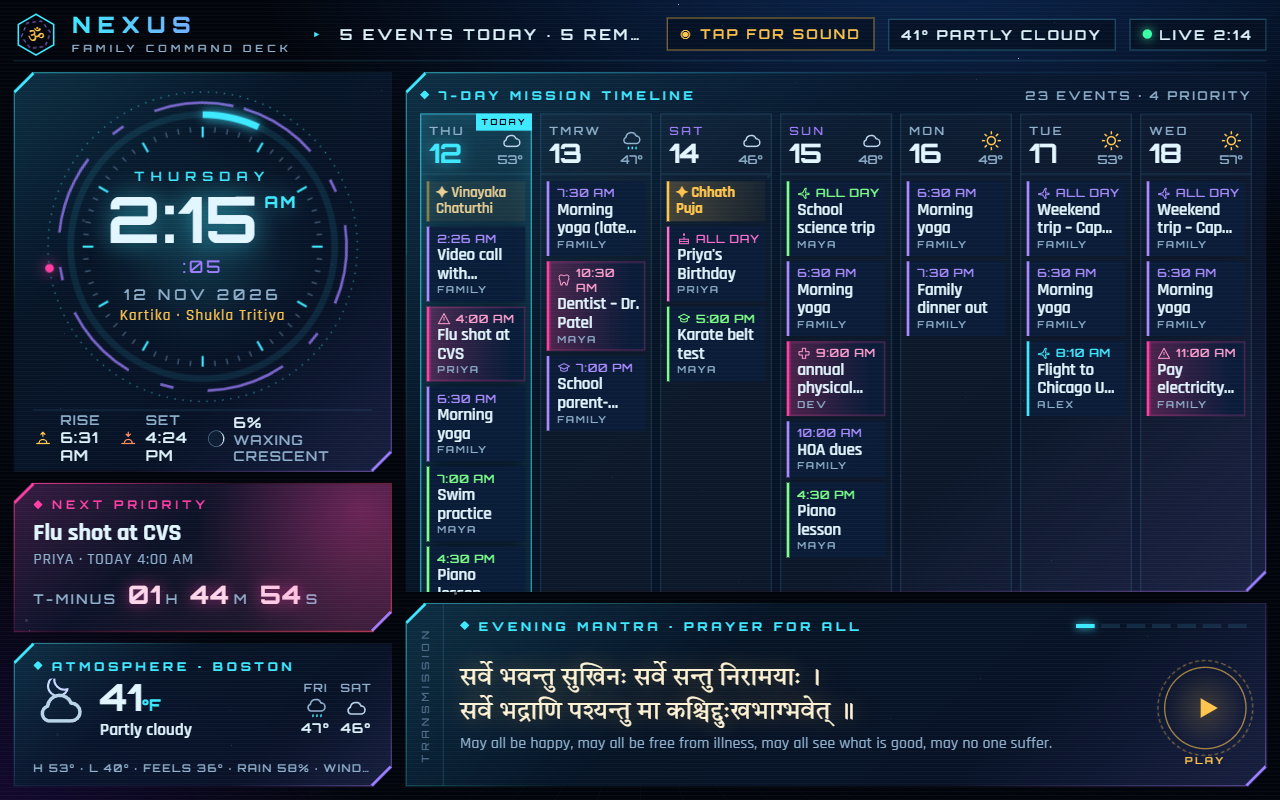 NEXUS
FAMILY COMMAND DECK
5 EVENTS TODAY · 5 REM…
TAP FOR SOUND
41° PARTLY CLOUDY
LIVE 2:14
THURSDAY
2:15 AM
:05
12 NOV 2026
Kartika · Shukla Tritiya
RISE
6:31
AM
SET
4:24
PM
6%
WAXING
CRESCENT
NEXT PRIORITY
Flu shot at CVS
PRIYA · TODAY 4:00 AM
T-MINUS 01 H 44 M 54 S
ATMOSPHERE · BOSTON
41°F
Partly cloudy
FRI
47°
SAT
46°
H 53° · L 40° · FEELS 36° · RAIN 58% · WIND…
7-DAY MISSION TIMELINE
23 EVENTS · 4 PRIORITY
TODAY
THU
12
53°
Vinayaka
Chaturthi
2:26 AM
Video call
with…
FAMILY
4:00 AM
Flu shot at
CVS
PRIYA
6:30 AM
Morning
yoga
FAMILY
7:00 AM
Swim
practice
MAYA
4:30 PM
Piano
lesson
TMRW
13
47°
7:30 AM
Morning
yoga (late…
FAMILY
10:30
AM
Dentist – Dr.
Patel
MAYA
7:00 PM
School
parent-…
FAMILY
SAT
14
46°
Chhath
Puja
ALL DAY
Priya's
Birthday
PRIYA
5:00 PM
Karate belt
test
MAYA
SUN
15
48°
ALL DAY
School
science trip
MAYA
6:30 AM
Morning
yoga
FAMILY
9:00 AM
annual
physical…
DEV
10:00 AM
HOA dues
FAMILY
4:30 PM
Piano
lesson
MAYA
MON
16
49°
6:30 AM
Morning
yoga
FAMILY
7:30 PM
Family
dinner out
FAMILY
TUE
17
53°
ALL DAY
Weekend
trip – Cap…
FAMILY
6:30 AM
Morning
yoga
FAMILY
8:10 AM
Flight to
Chicago U…
ALEX
WED
18
57°
ALL DAY
Weekend
trip – Cap…
FAMILY
6:30 AM
Morning
yoga
FAMILY
11:00 AM
Pay
electricity…
FAMILY
TRANSMISSION
EVENING MANTRA · PRAYER FOR ALL
सर्वे भवन्तु सुखिनः सर्वे सन्तु निरामयाः ।
सर्वे भद्राणि पश्यन्तु मा कश्चिद्दुःखभाग्भवेत् ॥
May all be happy, may all be free from illness, may all see what is good, may no one suffer.
PLAY